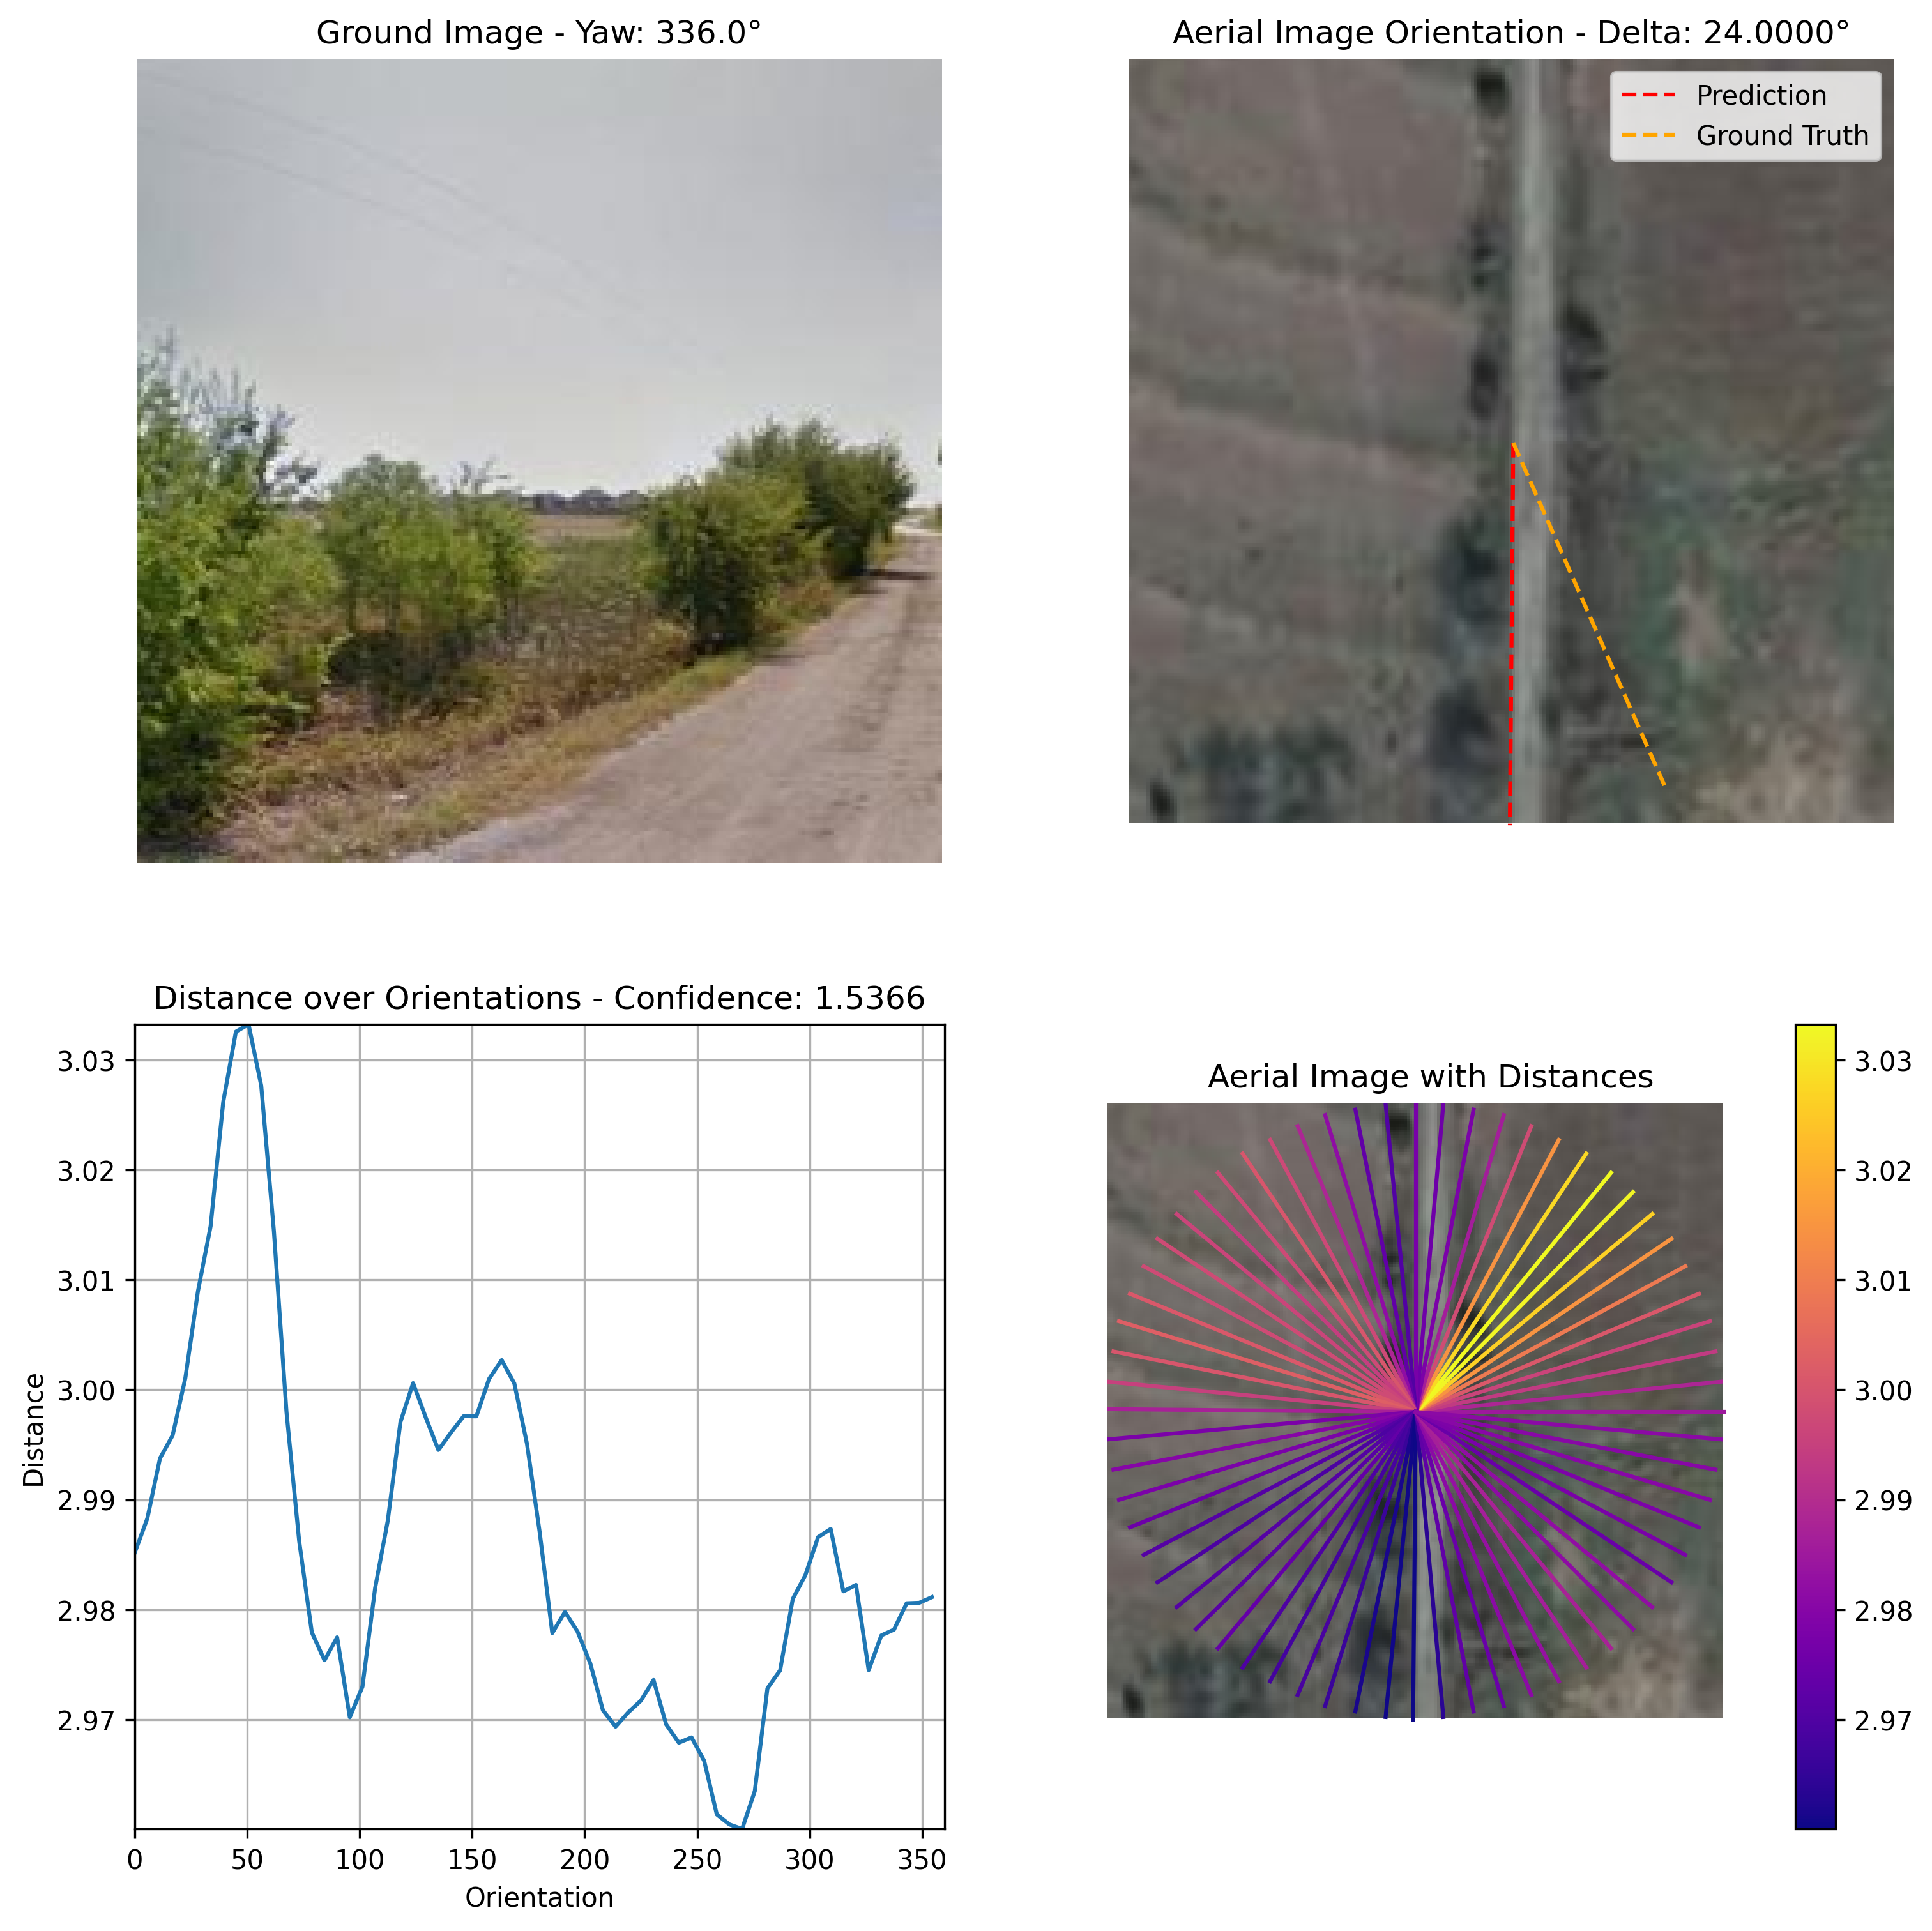 Ground Image - Yaw: 336.0°
Aerial Image Orientation - Delta: 24.0000°
Prediction
Ground Truth
Distance over Orientations - Confidence: 1.5366
3.03
3.02
3.01
3.00
2.99
2.98
2.97
Distance
0 50 100 150 200 250 300 350
Orientation
Aerial Image with Distances
3.03
3.02
3.01
3.00
2.99
2.98
2.97